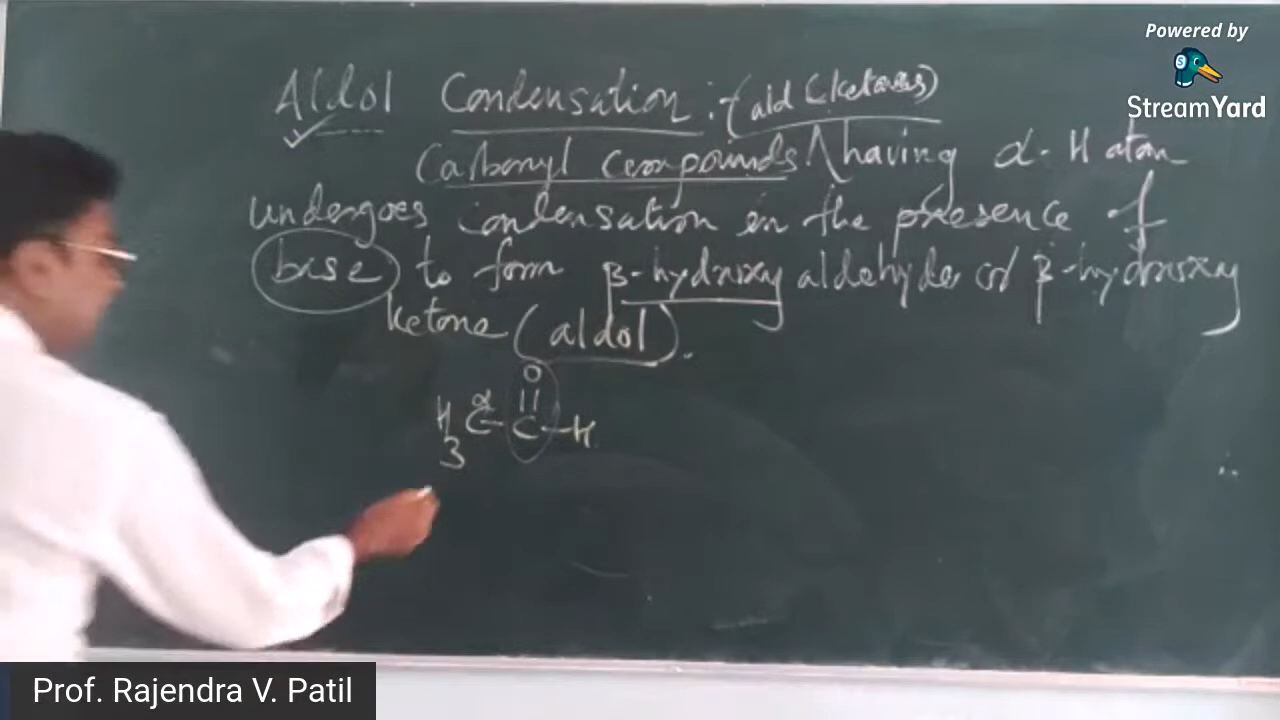 Powered by
StreamYard
Aldol Condensation :- (ald (ketones)
Carbonyl compounds having α-H atom
undergoes condensation in the presence of
base to form β-hydroxy aldehyde or β-hydroxy
ketone (aldol).
O
α
H3C-C-H
Prof. Rajendra V. Patil